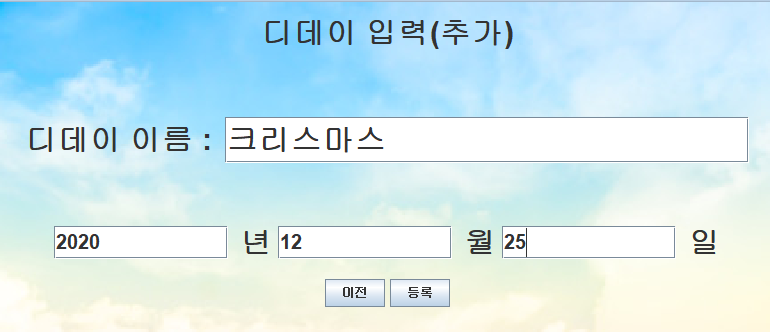 디데이 입력(추가)
디데이 이름 : 크리스마스
2020 년 12 월 25 일
이전 등록